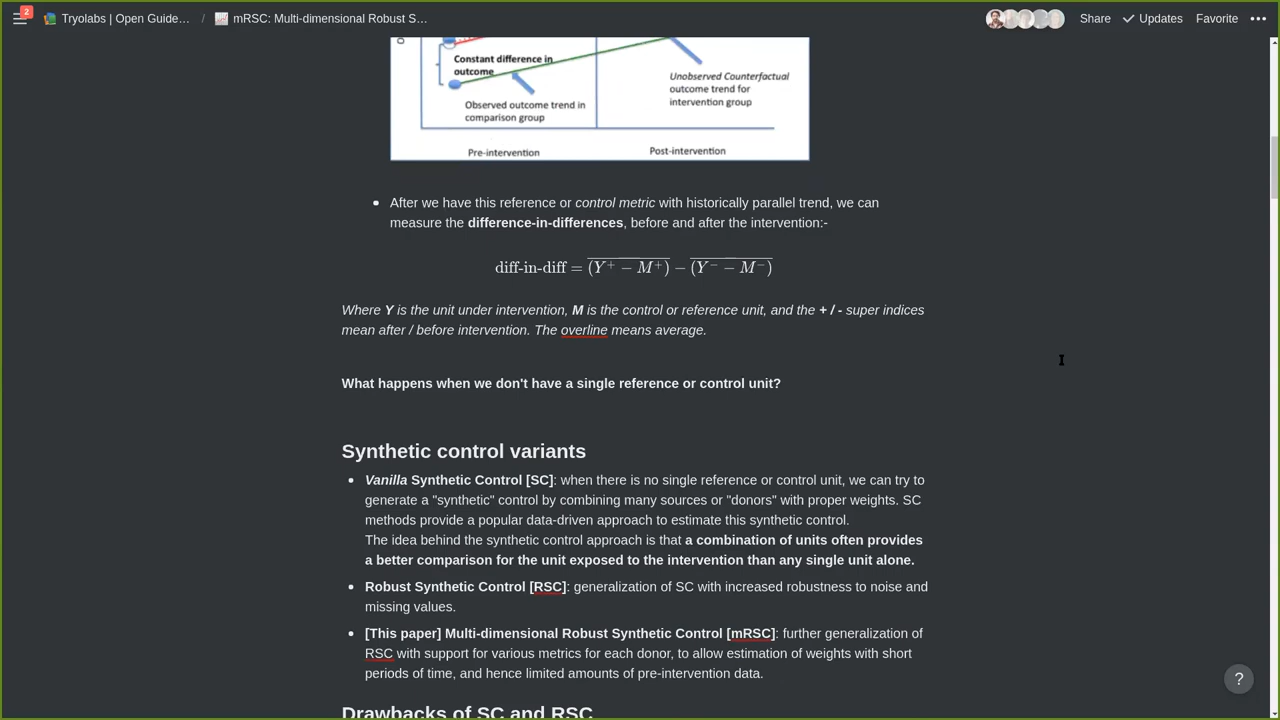 2
Tryolabs | Open Guide… / mRSC: Multi-dimensional Robust S… Share Updates Favorite •••
Constant difference in
outcome
Unobserved Counterfactual
outcome trend for
intervention group
Observed outcome trend in
comparison group
Pre-intervention Post-intervention
• After we have this reference or control metric with historically parallel trend, we can
measure the difference-in-differences, before and after the intervention:-
diff-in-diff = \overline{(Y⁺ − M⁺)} − \overline{(Y⁻ − M⁻)}
Where Y is the unit under intervention, M is the control or reference unit, and the + / - super indices
mean after / before intervention. The overline means average.
What happens when we don't have a single reference or control unit?
Synthetic control variants
• Vanilla Synthetic Control [SC]: when there is no single reference or control unit, we can try to
generate a "synthetic" control by combining many sources or "donors" with proper weights. SC
methods provide a popular data-driven approach to estimate this synthetic control.
The idea behind the synthetic control approach is that a combination of units often provides
a better comparison for the unit exposed to the intervention than any single unit alone.
• Robust Synthetic Control [RSC]: generalization of SC with increased robustness to noise and
missing values.
• [This paper] Multi-dimensional Robust Synthetic Control [mRSC]: further generalization of
RSC with support for various metrics for each donor, to allow estimation of weights with short
periods of time, and hence limited amounts of pre-intervention data.
?
Drawbacks of SC and RSC